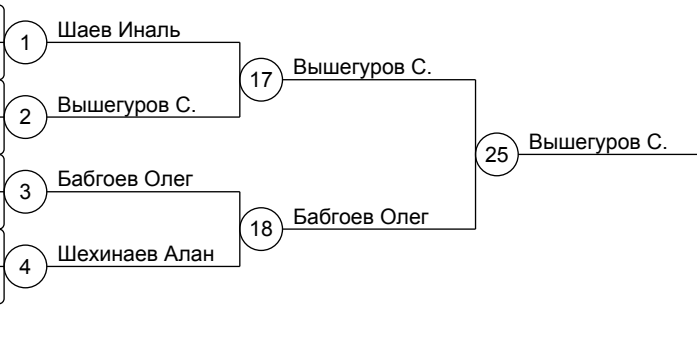 1 Шаев Иналь
2 Вышегуров С.
17 Вышегуров С.
3 Бабгоев Олег
4 Шехинаев Алан
18 Бабгоев Олег
25 Вышегуров С.